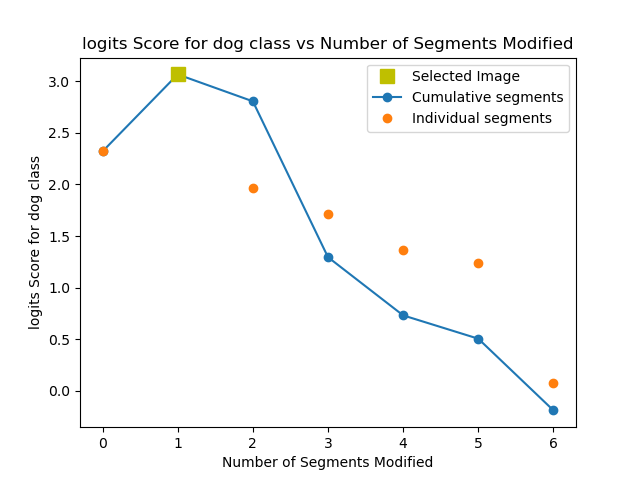 logits Score for dog class vs Number of Segments Modified
Selected Image
Cumulative segments
Individual segments
logits Score for dog class
3.0
2.5
2.0
1.5
1.0
0.5
0.0
0 1 2 3 4 5 6
Number of Segments Modified